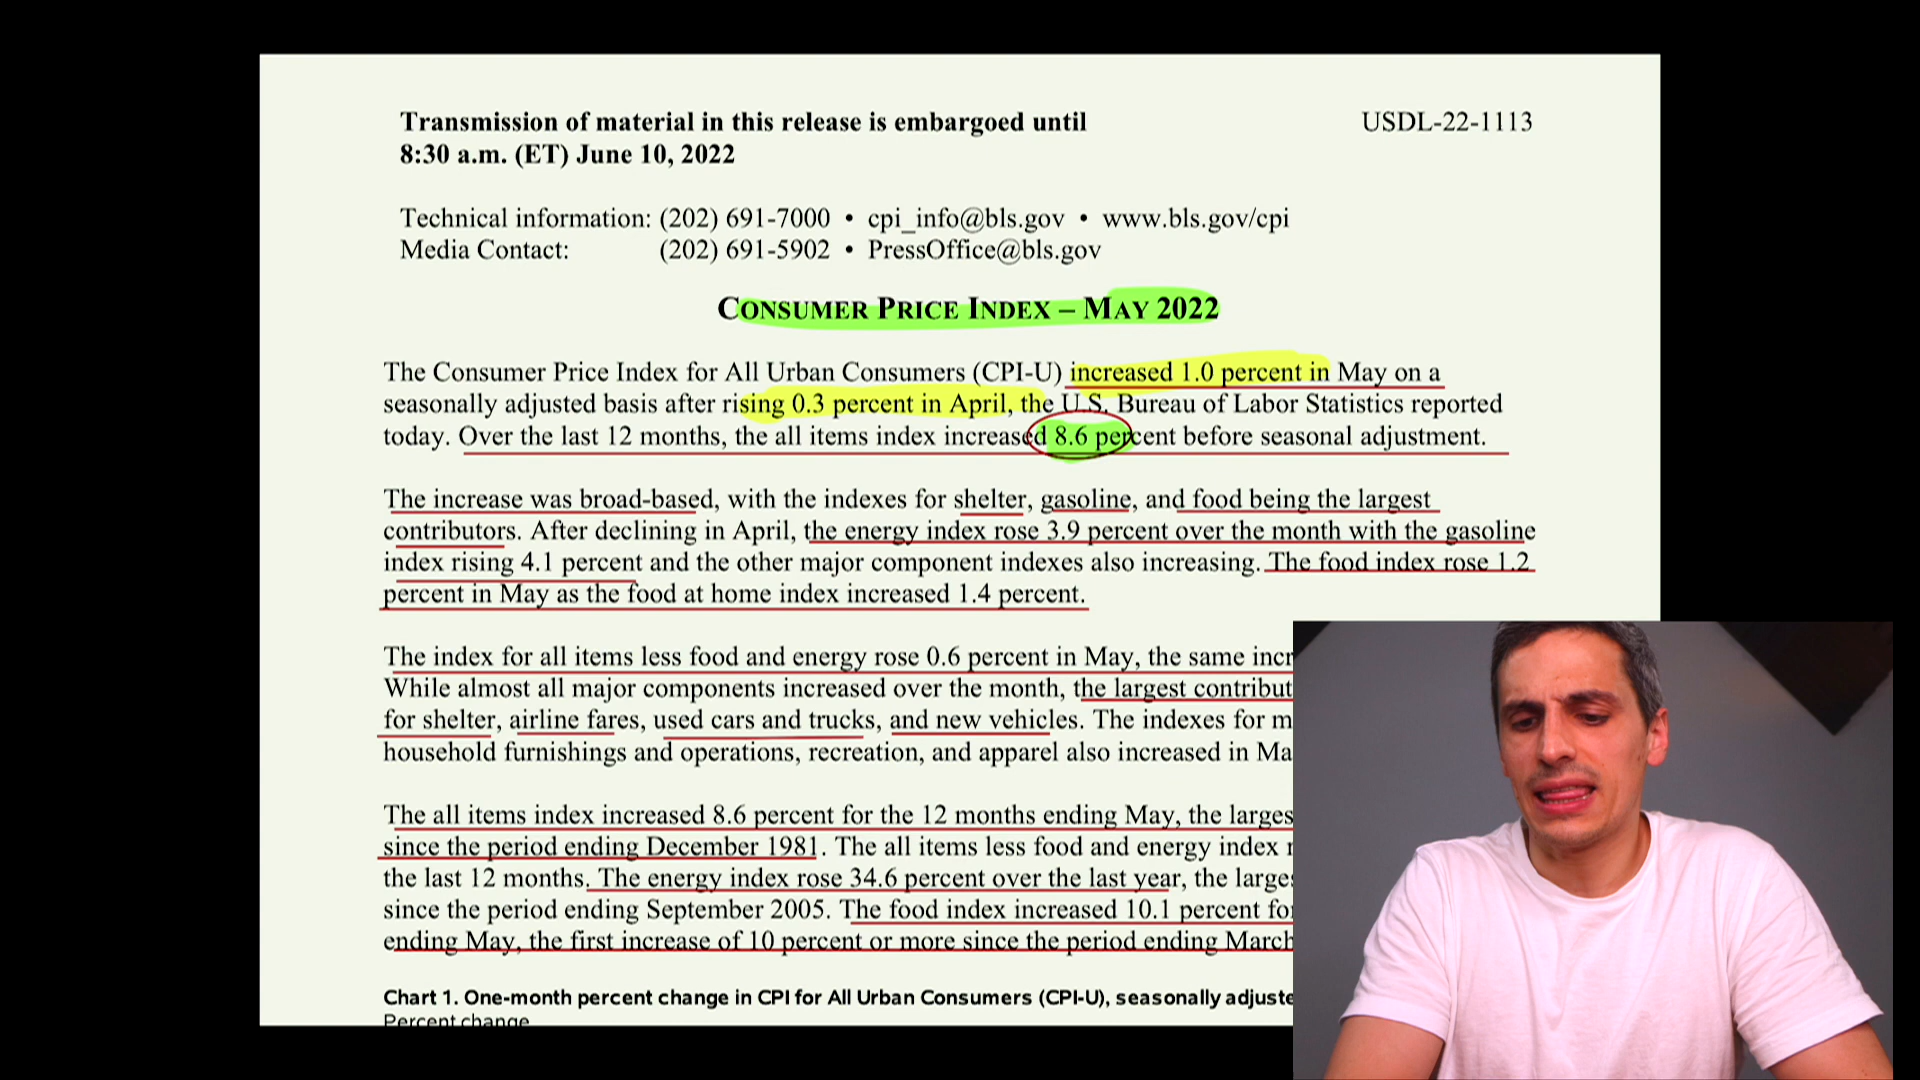 Transmission of material in this release is embargoed until USDL-22-1113
8:30 a.m. (ET) June 10, 2022
Technical information: (202) 691-7000 • cpi_info@bls.gov • www.bls.gov/cpi
Media Contact: (202) 691-5902 • PressOffice@bls.gov
CONSUMER PRICE INDEX – MAY 2022
The Consumer Price Index for All Urban Consumers (CPI-U) increased 1.0 percent in May on a
seasonally adjusted basis after rising 0.3 percent in April, the U.S. Bureau of Labor Statistics reported
today. Over the last 12 months, the all items index increased 8.6 percent before seasonal adjustment.
The increase was broad-based, with the indexes for shelter, gasoline, and food being the largest
contributors. After declining in April, the energy index rose 3.9 percent over the month with the gasoline
index rising 4.1 percent and the other major component indexes also increasing. The food index rose 1.2
percent in May as the food at home index increased 1.4 percent.
The index for all items less food and energy rose 0.6 percent in May, the same
While almost all major components increased over the month, the largest
for shelter, airline fares, used cars and trucks, and new vehicles. The indexes for
household furnishings and operations, recreation, and apparel also increased in
The all items index increased 8.6 percent for the 12 months ending May, the
since the period ending December 1981. The all items less food and energy index
the last 12 months. The energy index rose 34.6 percent over the last year, the
since the period ending September 2005. The food index increased 10.1 percent
ending May, the first increase of 10 percent or more since the period ending March
Chart 1. One-month percent change in CPI for All Urban Consumers (CPI-U), seasonally
Percent change